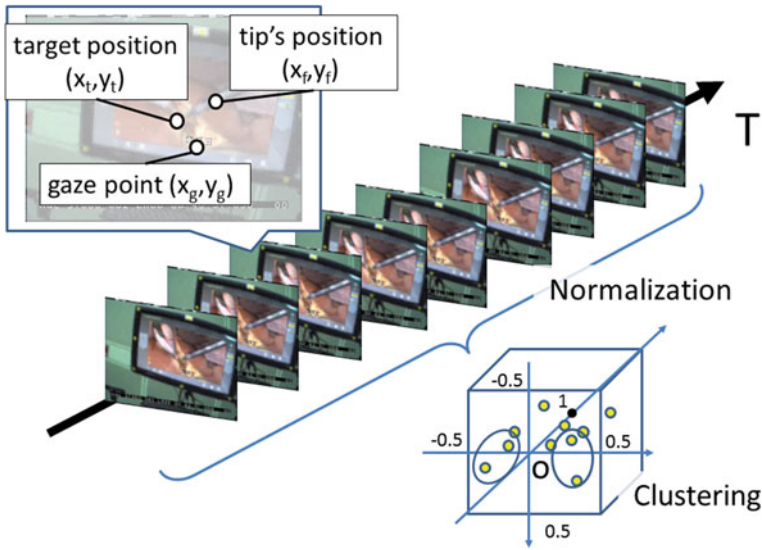 target position
(xt,yt)
tip's position
(xf,yf)
gaze point (xg,yg)
T
Normalization
-0.5
1
-0.5
0.5
O
Clustering
0.5